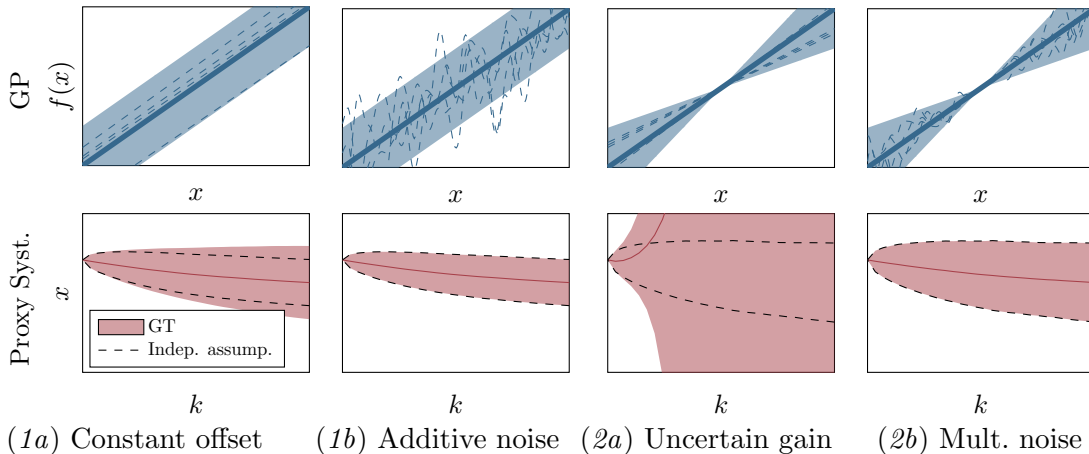 GP
f(x)
x x x x
Proxy Syst.
x
GT
Indep. assump.
k k k k
(1a) Constant offset (1b) Additive noise (2a) Uncertain gain (2b) Mult. noise